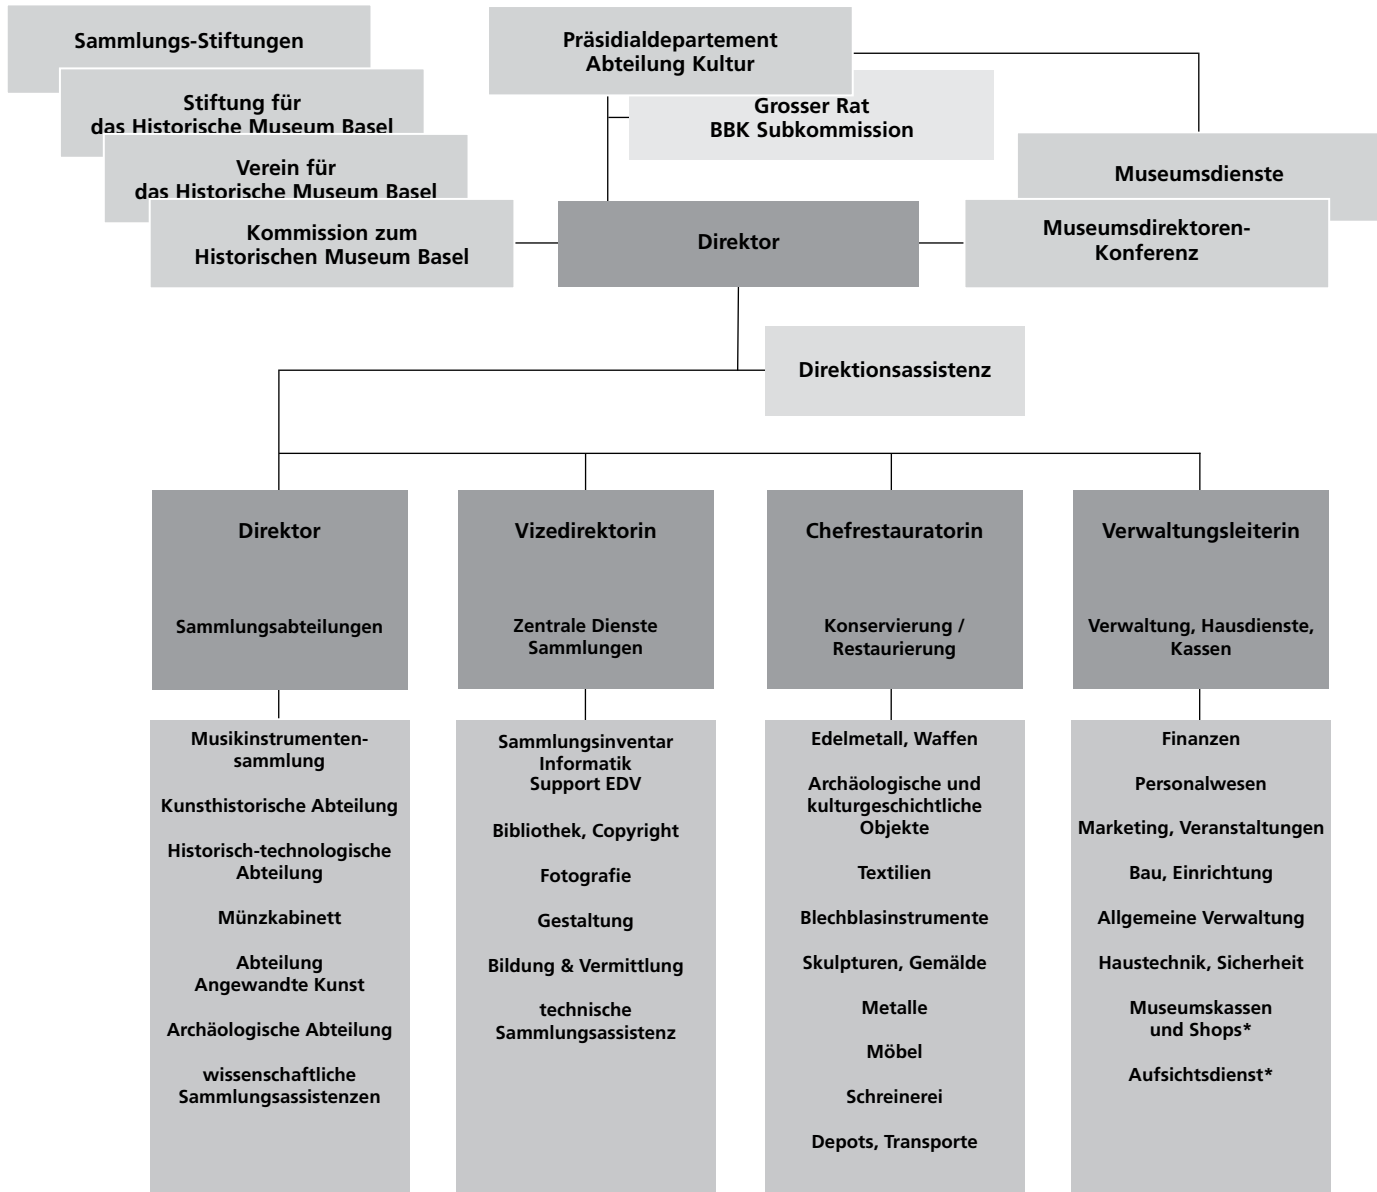 Sammlungs-Stiftungen
Stiftung für
das Historische Museum Basel
Verein für
das Historische Museum Basel
Kommission zum
Historischen Museum Basel
Präsidialdepartement
Abteilung Kultur
Grosser Rat
BBK Subkommission
Museumsdienste
Museumsdirektoren-
Konferenz
Direktor
Direktionsassistenz
Direktor
Sammlungsabteilungen
Musikinstrumenten-
sammlung
Kunsthistorische Abteilung
Historisch-technologische
Abteilung
Münzkabinett
Abteilung
Angewandte Kunst
Archäologische Abteilung
wissenschaftliche
Sammlungsassistenzen
Vizedirektorin
Zentrale Dienste
Sammlungen
Sammlungsinventar
Informatik
Support EDV
Bibliothek, Copyright
Fotografie
Gestaltung
Bildung & Vermittlung
technische
Sammlungsassistenz
Chefrestauratorin
Konservierung /
Restaurierung
Edelmetall, Waffen
Archäologische und
kulturgeschichtliche
Objekte
Textilien
Blechblasinstrumente
Skulpturen, Gemälde
Metalle
Möbel
Schreinerei
Depots, Transporte
Verwaltungsleiterin
Verwaltung, Hausdienste,
Kassen
Finanzen
Personalwesen
Marketing, Veranstaltungen
Bau, Einrichtung
Allgemeine Verwaltung
Haustechnik, Sicherheit
Museumskassen
und Shops*
Aufsichtsdienst*